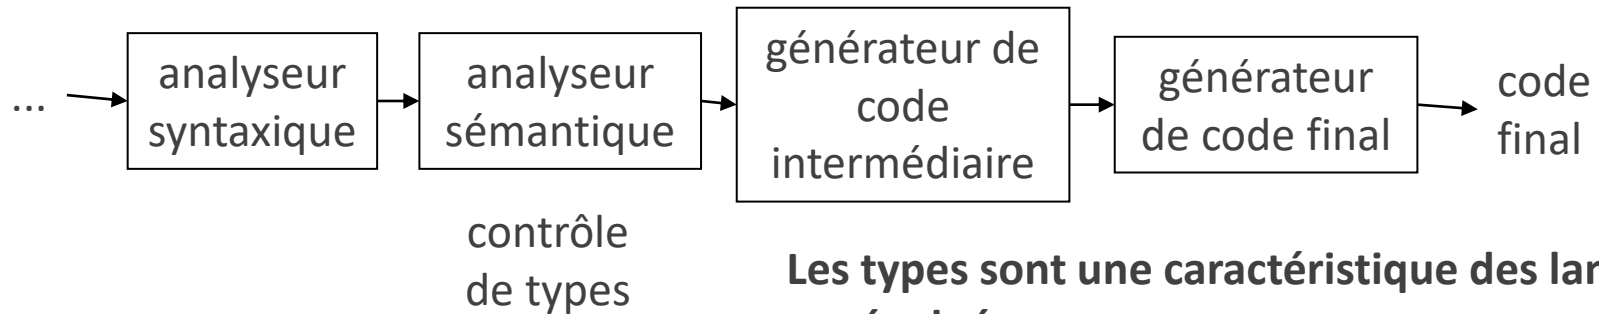 ...
analyseur
syntaxique
analyseur
sémantique
générateur de
code
intermédiaire
générateur
de code final
code
final
contrôle
de types
Les types sont une caractéristique des